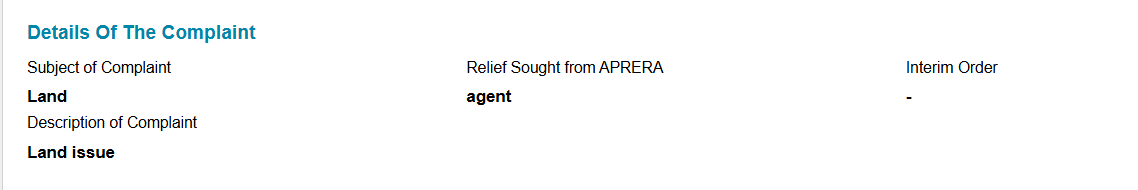 Details Of The Complaint
Subject of Complaint Relief Sought from APRERA Interim Order
Land agent -
Description of Complaint
Land issue